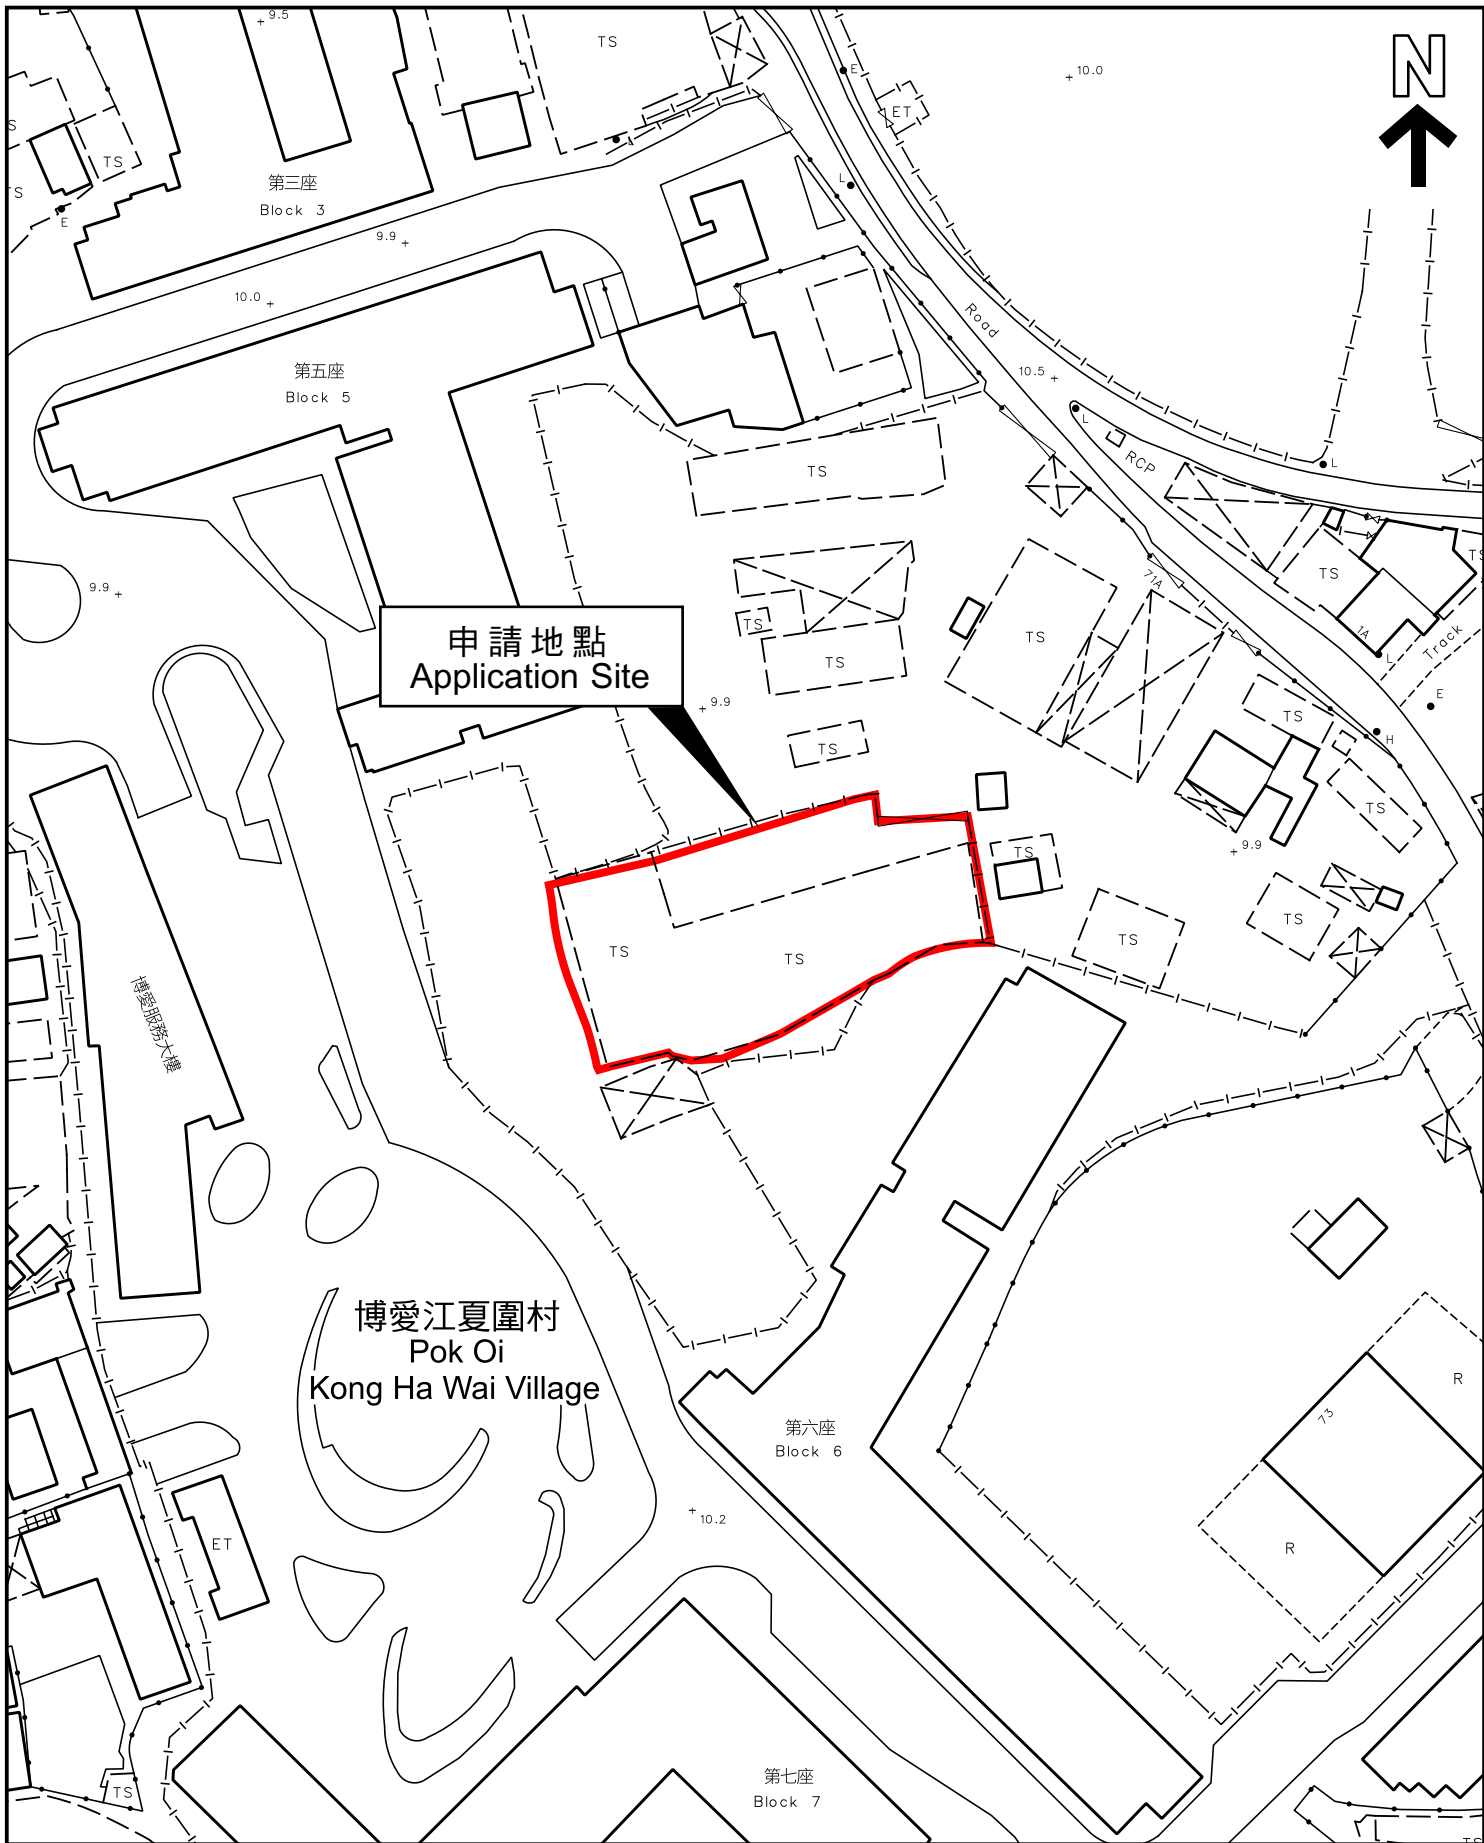 9.5
TS
E
10.0
N
ET
S
TS
TS
第三座
Block 3
L
L
E
9.9
10.0
Road
第五座
Block 5
10.5
L
RCP
L
TS
9.9
71A
TS
TS
1A
L
Track
E
申請地點
Application Site
TS
TS
TS
9.9
TS
TS
H
TS
TS
9.9
TS
TS
TS
TS
博愛服務大樓
博愛江夏圍村
Pok Oi
Kong Ha Wai Village
第六座
Block 6
R
73
10.2
ET
R
TS
第七座
Block 7
TS